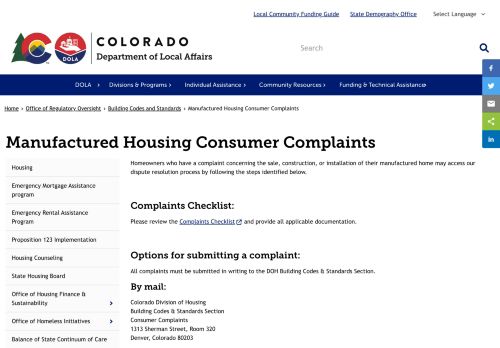 Local Community Funding Guide State Demography Office Select Language
COLORADO
Department of Local Affairs
DOLA
Search
DOLA Divisions & Programs Individual Assistance Community Resources Funding & Technical Assistance
Home Office of Regulatory Oversight Building Codes and Standards Manufactured Housing Consumer Complaints
Manufactured Housing Consumer Complaints
Housing
Emergency Mortgage Assistance
program
Emergency Rental Assistance
Program
Proposition 123 Implementation
Housing Counseling
State Housing Board
Office of Housing Finance &
Sustainability
Office of Homeless Initiatives
Balance of State Continuum of Care
Homeowners who have a complaint concerning the sale, construction, or installation of their manufactured home may access our
dispute resolution process by following the steps identified below.
Complaints Checklist:
Please review the Complaints Checklist and provide all applicable documentation.
Options for submitting a complaint:
All complaints must be submitted in writing to the DOH Building Codes & Standards Section.
By mail:
Colorado Division of Housing
Building Codes & Standards Section
Consumer Complaints
1313 Sherman Street, Room 320
Denver, Colorado 80203